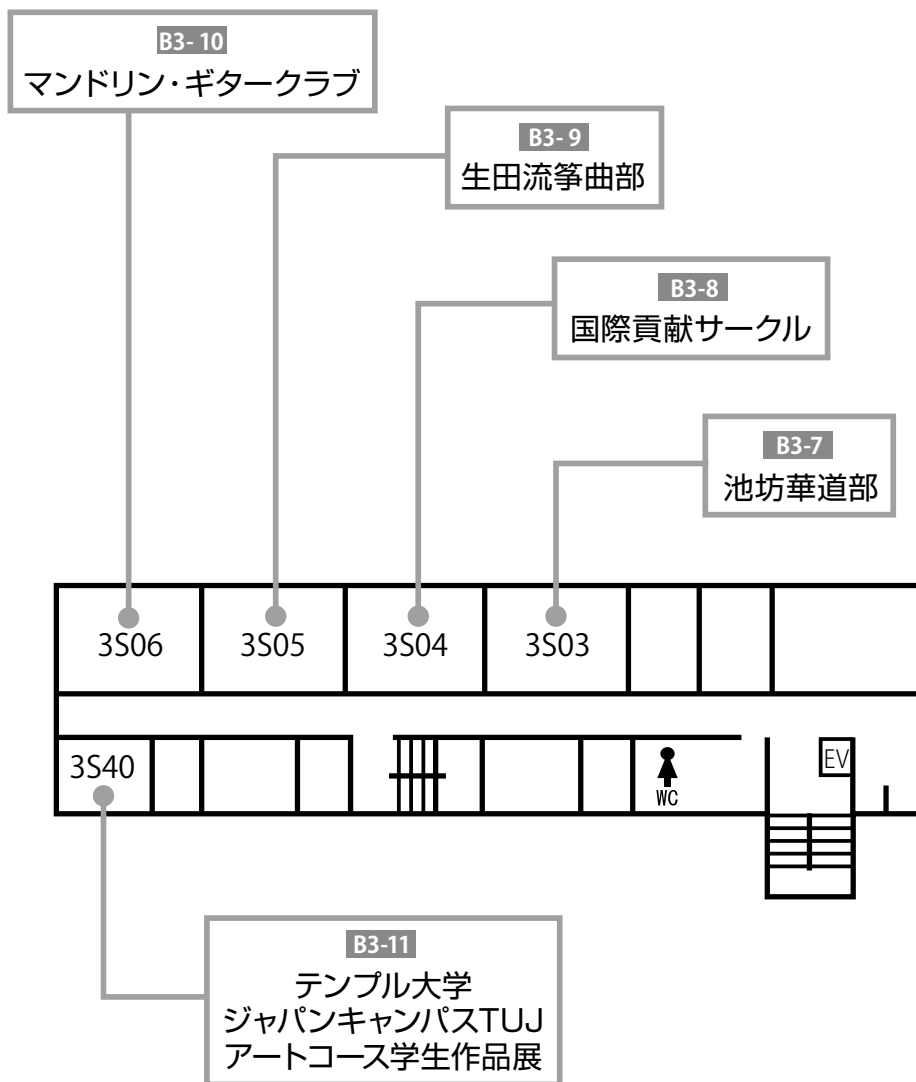 B3- 10
マンドリン・ギタークラブ
B3- 9
生田流箏曲部
B3-8
国際貢献サークル
B3-7
池坊華道部
3S06
3S05
3S04
3S03
3S40
WC
EV
B3-11
テンプル大学
ジャパンキャンパスTUJ
アートコース学生作品展